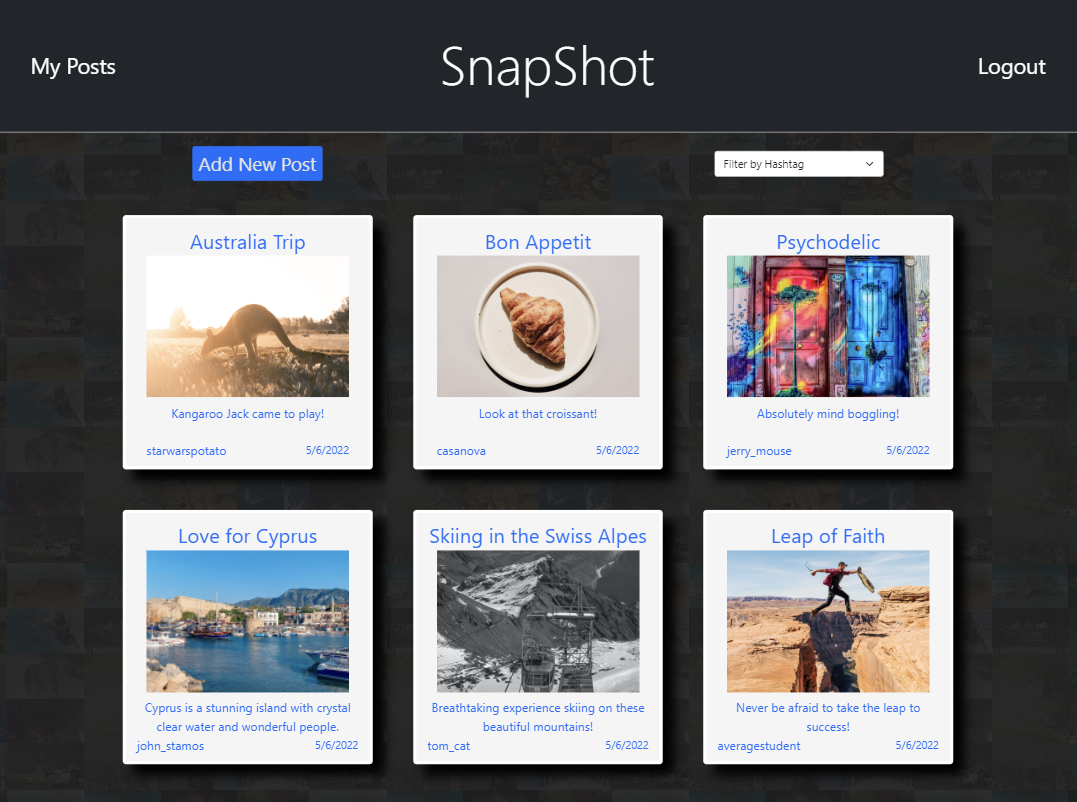 My Posts
SnapShot
Logout
Add New Post
Filter by Hashtag
Australia Trip
Kangaroo Jack came to play!
starwarspotato
5/6/2022
Bon Appetit
Look at that croissant!
casanova
5/6/2022
Psychodelic
Absolutely mind boggling!
jerry_mouse
5/6/2022
Love for Cyprus
Cyprus is a stunning island with crystal
clear water and wonderful people.
john_stamos
5/6/2022
Skiing in the Swiss Alpes
Breathtaking experience skiing on these
beautiful mountains!
tom_cat
5/6/2022
Leap of Faith
Never be afraid to take the leap to
success!
averagestudent
5/6/2022